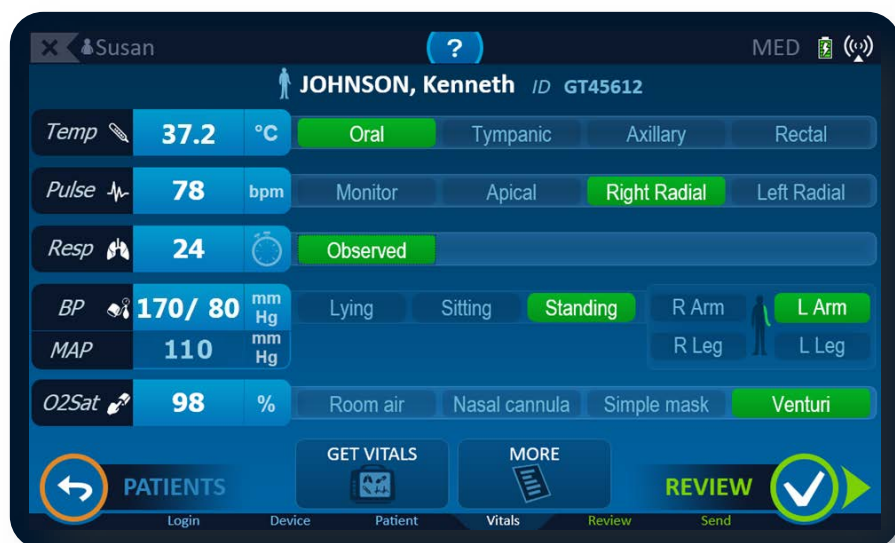 Susan ? MED
JOHNSON, Kenneth ID GT45612
Temp 37.2 °C Oral Tympanic Axillary Rectal
Pulse 78 bpm Monitor Apical Right Radial Left Radial
Resp 24 Observed
BP 170/ 80 mm Hg Lying Sitting Standing R Arm L Arm
MAP 110 mm Hg R Leg L Leg
O2Sat 98 % Room air Nasal cannula Simple mask Venturi
GET VITALS MORE
PATIENTS REVIEW
Login Device Patient Vitals Review Send